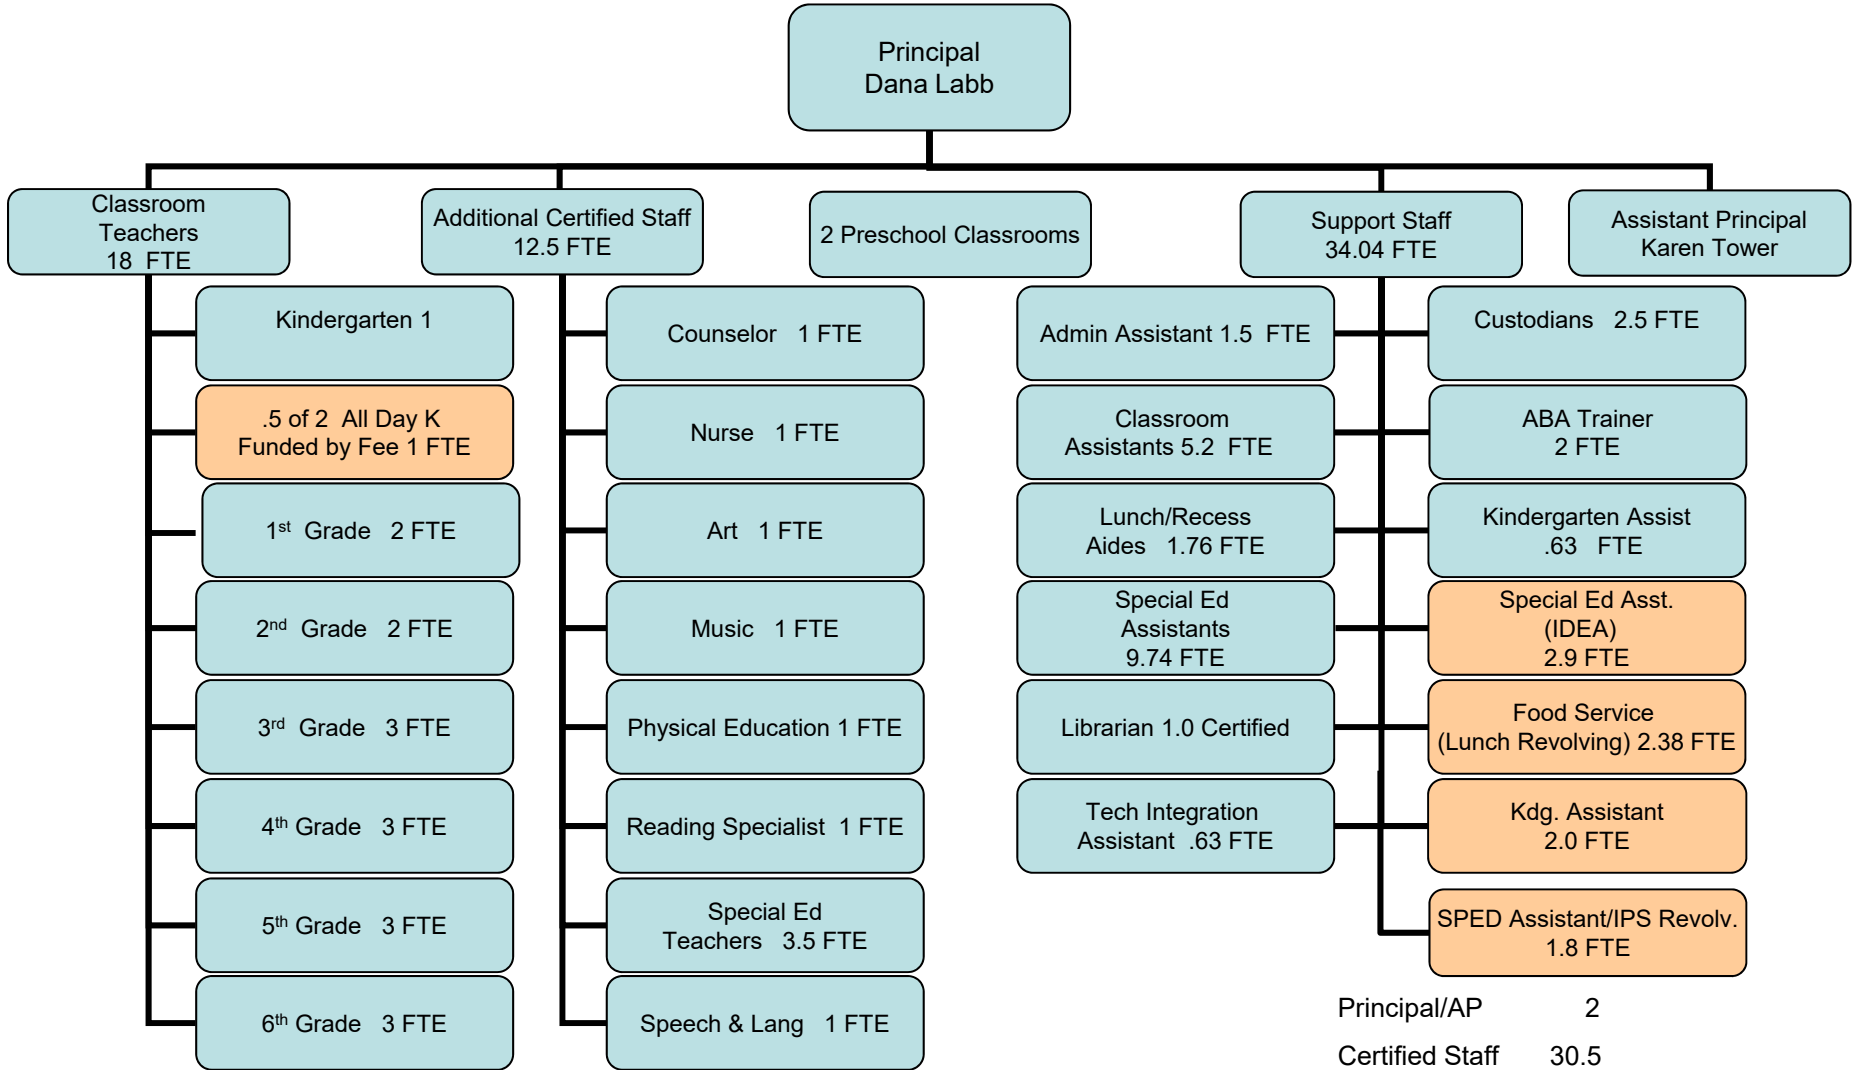 Principal
Dana Labb
Classroom
Teachers
18 FTE
Additional Certified Staff
12.5 FTE
2 Preschool Classrooms
Support Staff
34.04 FTE
Assistant Principal
Karen Tower
Kindergarten 1
.5 of 2 All Day K
Funded by Fee 1 FTE
1st Grade 2 FTE
2nd Grade 2 FTE
3rd Grade 3 FTE
4th Grade 3 FTE
5th Grade 3 FTE
6th Grade 3 FTE
Counselor 1 FTE
Nurse 1 FTE
Art 1 FTE
Music 1 FTE
Physical Education 1 FTE
Reading Specialist 1 FTE
Special Ed
Teachers 3.5 FTE
Speech & Lang 1 FTE
Admin Assistant 1.5 FTE
Classroom
Assistants 5.2 FTE
Lunch/Recess
Aides 1.76 FTE
Special Ed
Assistants
9.74 FTE
Librarian 1.0 Certified
Tech Integration
Assistant .63 FTE
Custodians 2.5 FTE
ABA Trainer
2 FTE
Kindergarten Assist
.63 FTE
Special Ed Asst.
(IDEA)
2.9 FTE
Food Service
(Lunch Revolving) 2.38 FTE
Kdg. Assistant
2.0 FTE
SPED Assistant/IPS Revolv.
1.8 FTE
Principal/AP 2
Certified Staff 30.5